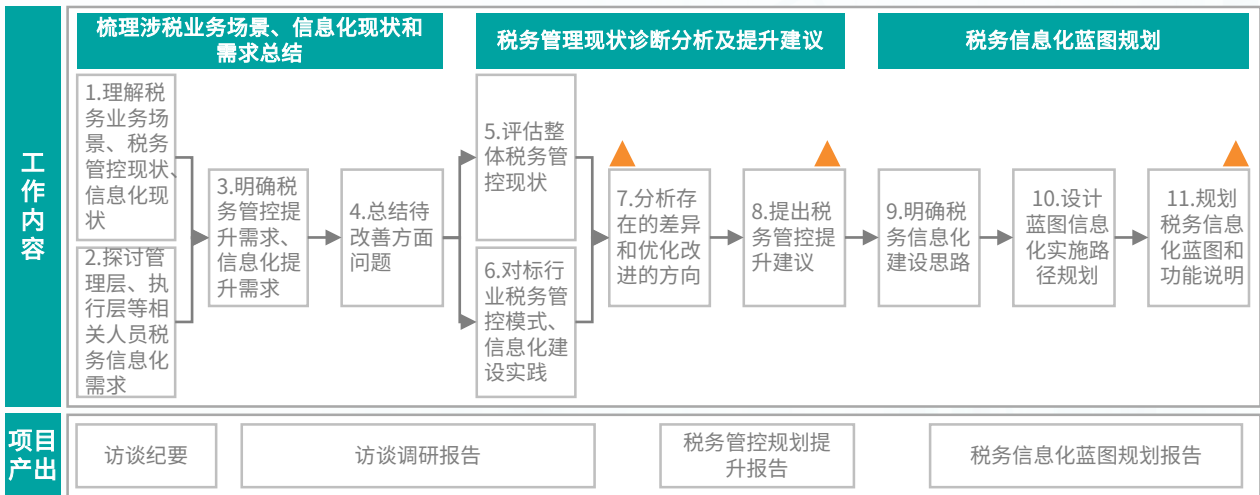 工
作
内
容
梳理涉税业务场景、信息化现状和
需求总结
税务管理现状诊断分析及提升建议
税务信息化蓝图规划
1.理解税
务业务场
景、税务
管控现状、
信息化现
状
2.探讨管
理层、执
行层等相
关人员税
务信息化
需求
3.明确税
务管控提
升需求、
信息化提
升需求
4.总结待
改善方面
问题
5.评估整
体税务管
控现状
6.对标行
业税务管
控模式、
信息化建
设实践
7.分析存
在的差异
和优化改
进的方向
8.提出税
务管控提
升建议
9.明确税
务信息化
建设思路
10.设计
蓝图信息
化实施路
径规划
11.规划
税务信息
化蓝图和
功能说明
项目
产出
访谈纪要
访谈调研报告
税务管控规划提
升报告
税务信息化蓝图规划报告